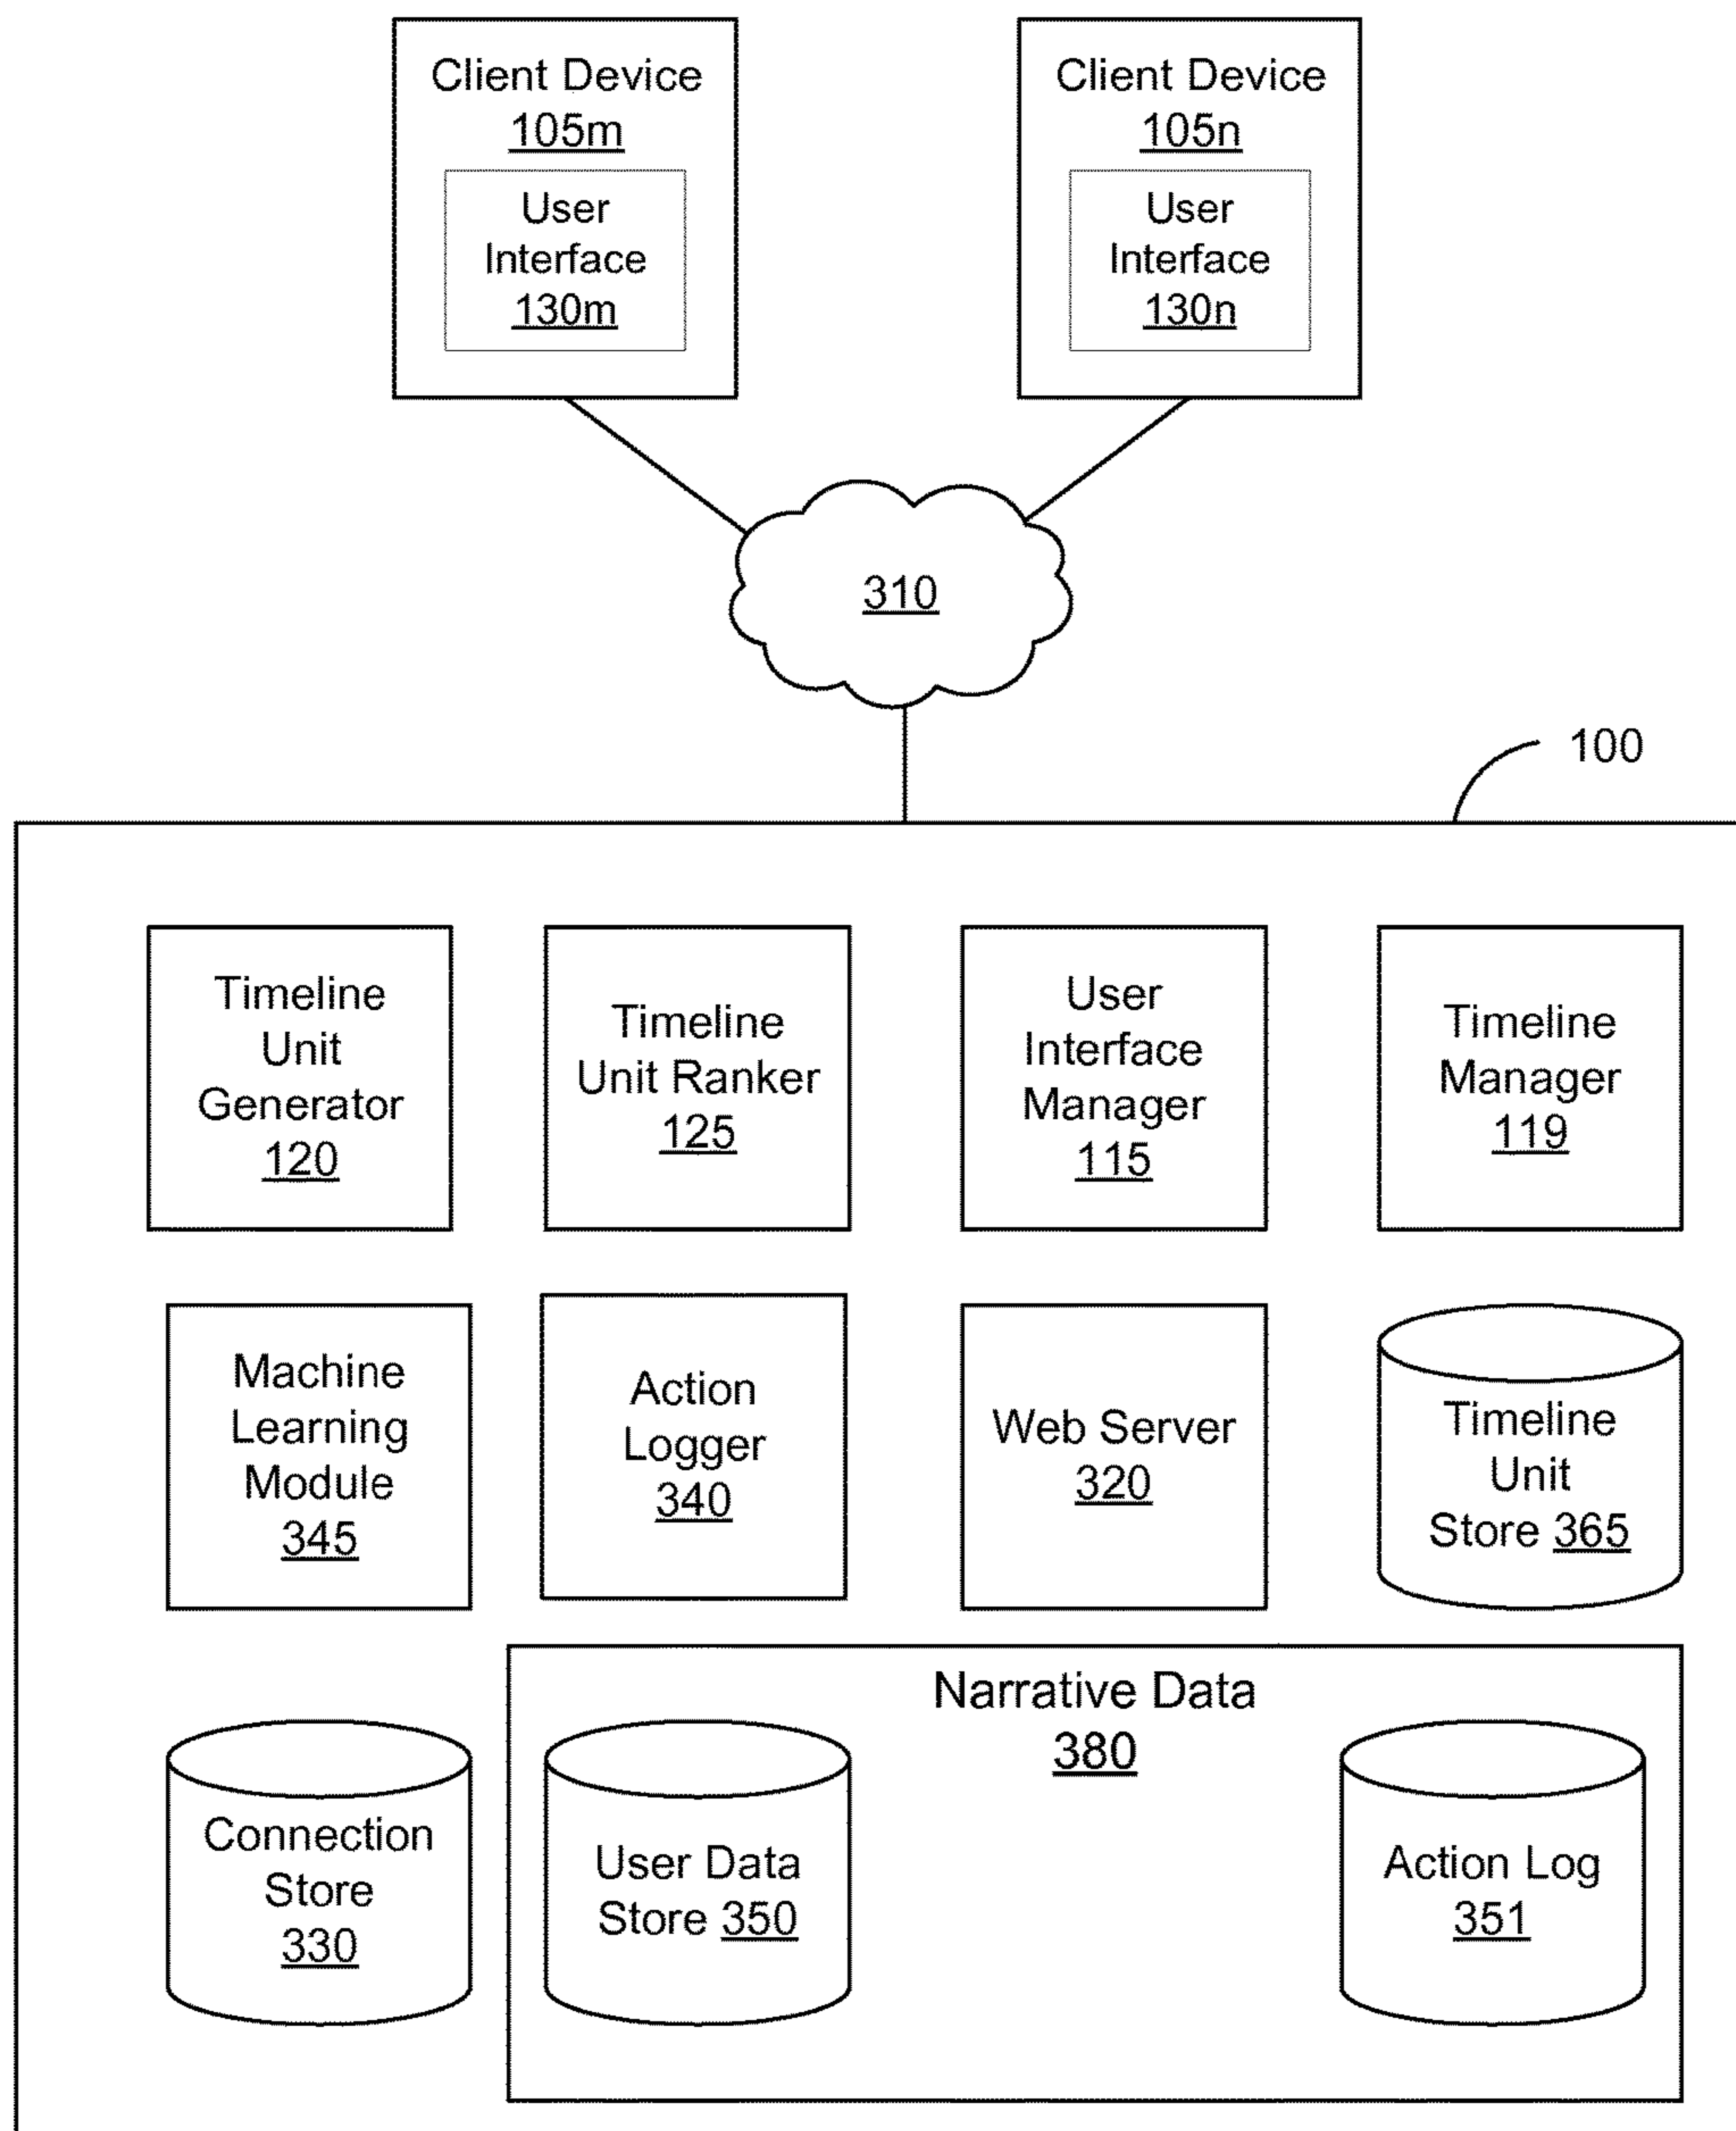 Client Device
105m
User
Interface
130m
Client Device
105n
User
Interface
130n
310
100
Timeline
Unit
Generator
120
Timeline
Unit Ranker
125
User
Interface
Manager
115
Timeline
Manager
119
Machine
Learning
Module
345
Action
Logger
340
Web Server
320
Timeline
Unit
Store 365
Connection
Store
330
Narrative Data
380
User Data
Store 350
Action Log
351